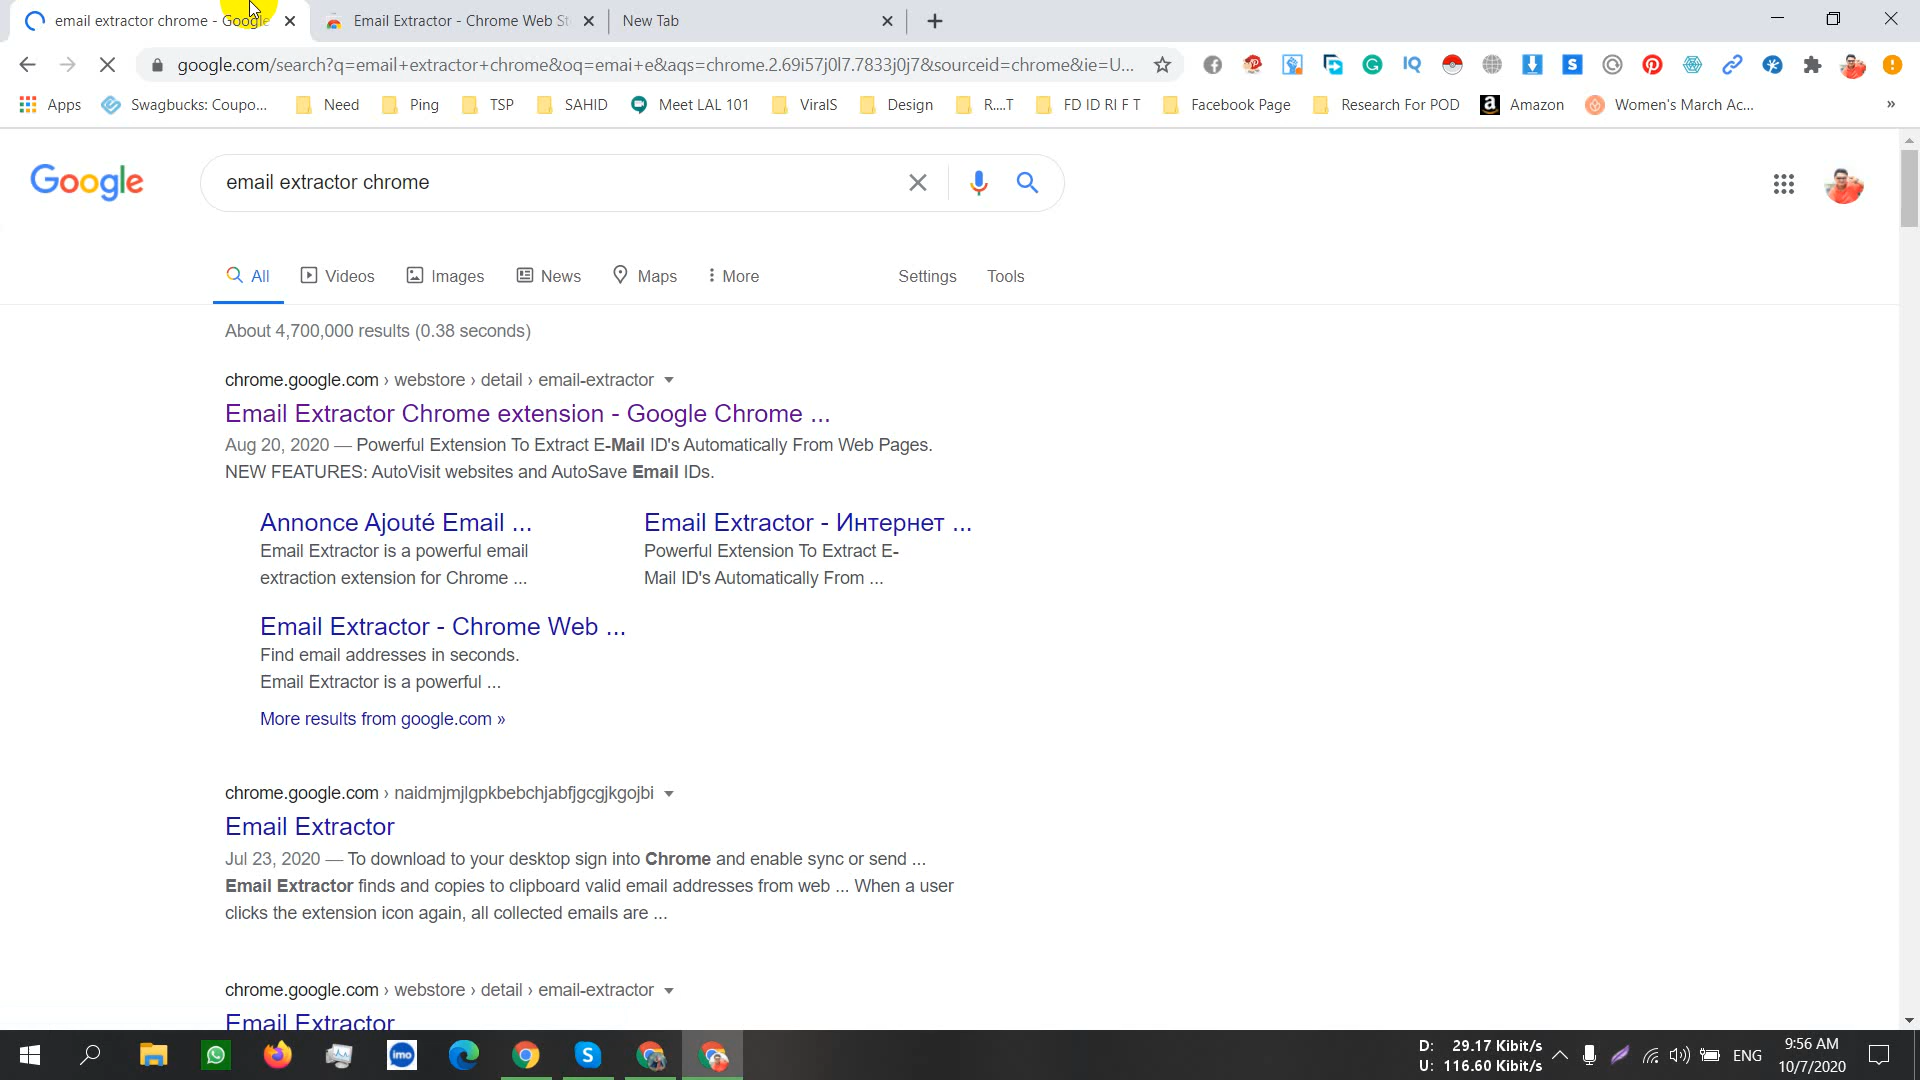 email extractor chrome - Google
Email Extractor - Chrome Web St
New Tab
google.com/search?q=email+extractor+chrome&oq=emai+e&aqs=chrome.2.69i57j0l7.7833j0j7&sourceid=chrome&ie=U...
Apps
Swagbucks: Coupo...
Need
Ping
TSP
SAHID
Meet LAL 101
ViralS
Design
R....T
FD ID RI F T
Facebook Page
Research For POD
Amazon
Women's March Ac...
»
Google
email extractor chrome
All
Videos
Images
News
Maps
More
Settings
Tools
About 4,700,000 results (0.38 seconds)
chrome.google.com › webstore › detail › email-extractor
Email Extractor Chrome extension - Google Chrome ...
Aug 20, 2020 — Powerful Extension To Extract E-Mail ID's Automatically From Web Pages.
NEW FEATURES: AutoVisit websites and AutoSave Email IDs.
Annonce Ajouté Email ...
Email Extractor is a powerful email
extraction extension for Chrome ...
Email Extractor - Интернет ...
Powerful Extension To Extract E-
Mail ID's Automatically From ...
Email Extractor - Chrome Web ...
Find email addresses in seconds.
Email Extractor is a powerful ...
More results from google.com »
chrome.google.com › naidmjmjlgpkbebchjabfjgcgjkgojbi
Email Extractor
Jul 23, 2020 — To download to your desktop sign into Chrome and enable sync or send ...
Email Extractor finds and copies to clipboard valid email addresses from web ... When a user
clicks the extension icon again, all collected emails are ...
chrome.google.com › webstore › detail › email-extractor
Email Extractor
imo
D: 29.17 Kibit/s
U: 116.60 Kibit/s
ENG
9:56 AM
10/7/2020